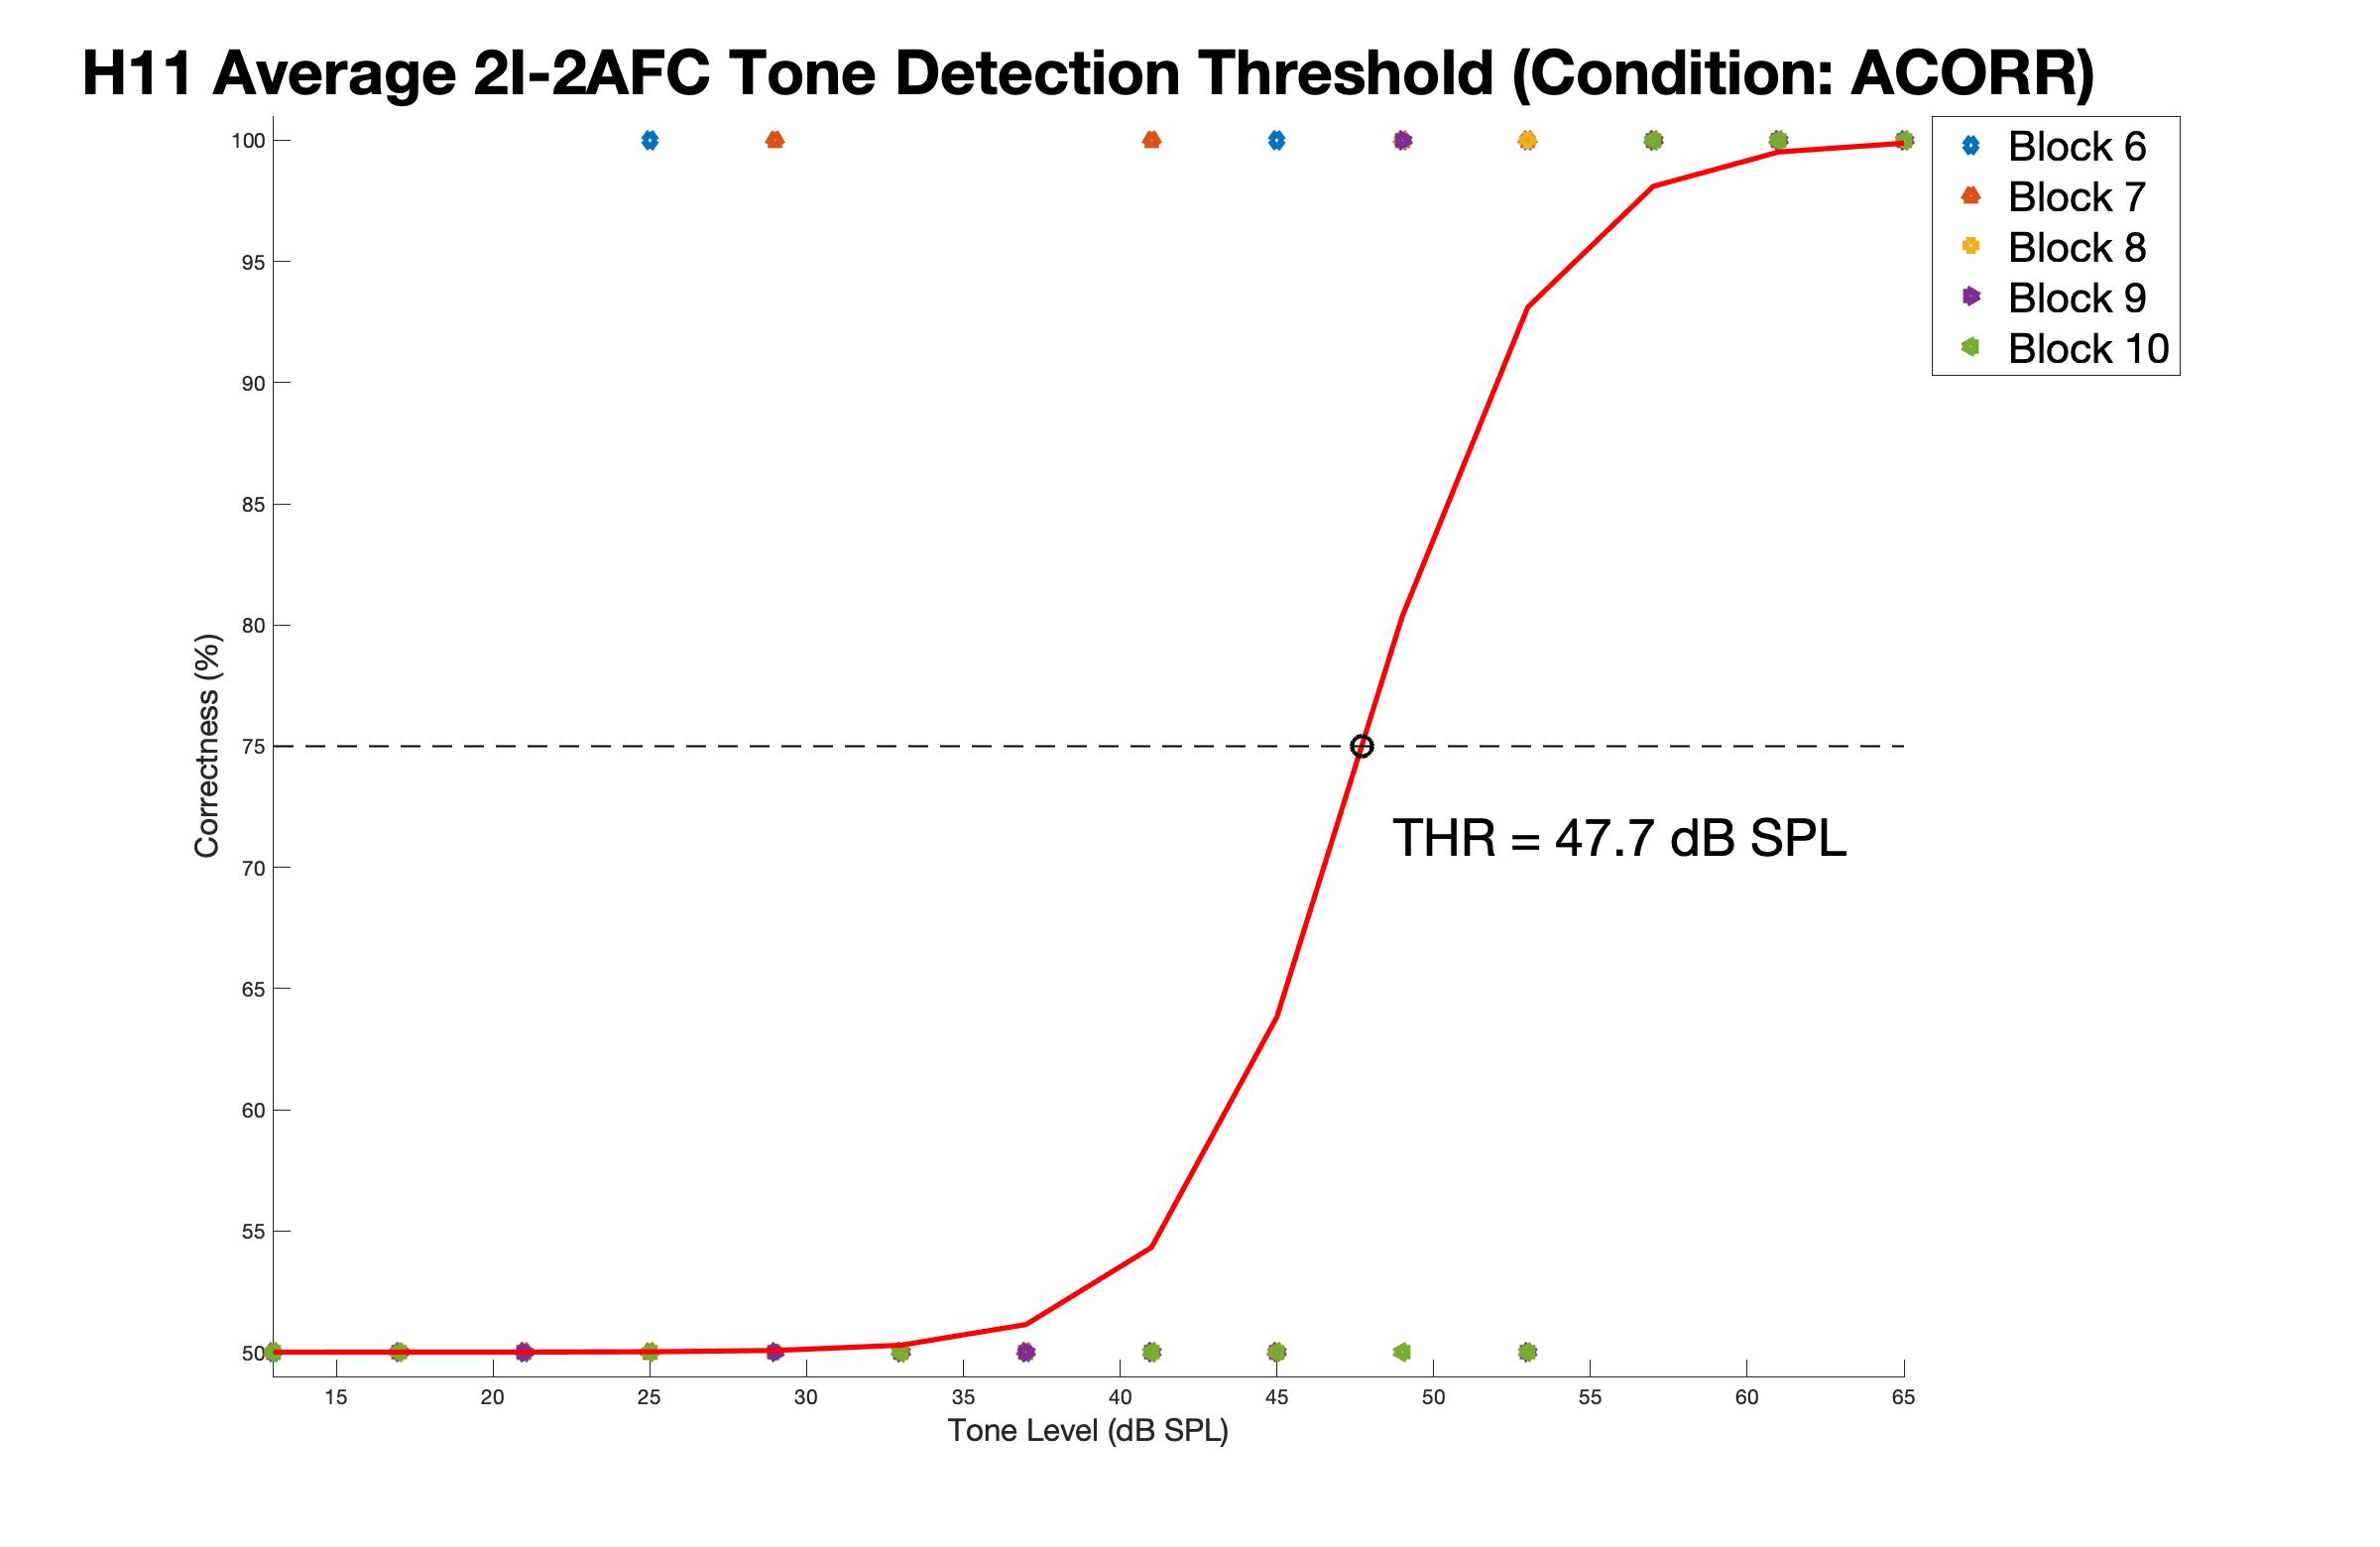 H11 Average 2I-2AFC Tone Detection Threshold (Condition: ACORR)
100
95
90
85
80
75
70
65
60
55
50
Correctness (%)
THR = 47.7 dB SPL
15 20 25 30 35 40 45 50 55 60 65
Tone Level (dB SPL)
Block 6
Block 7
Block 8
Block 9
Block 10